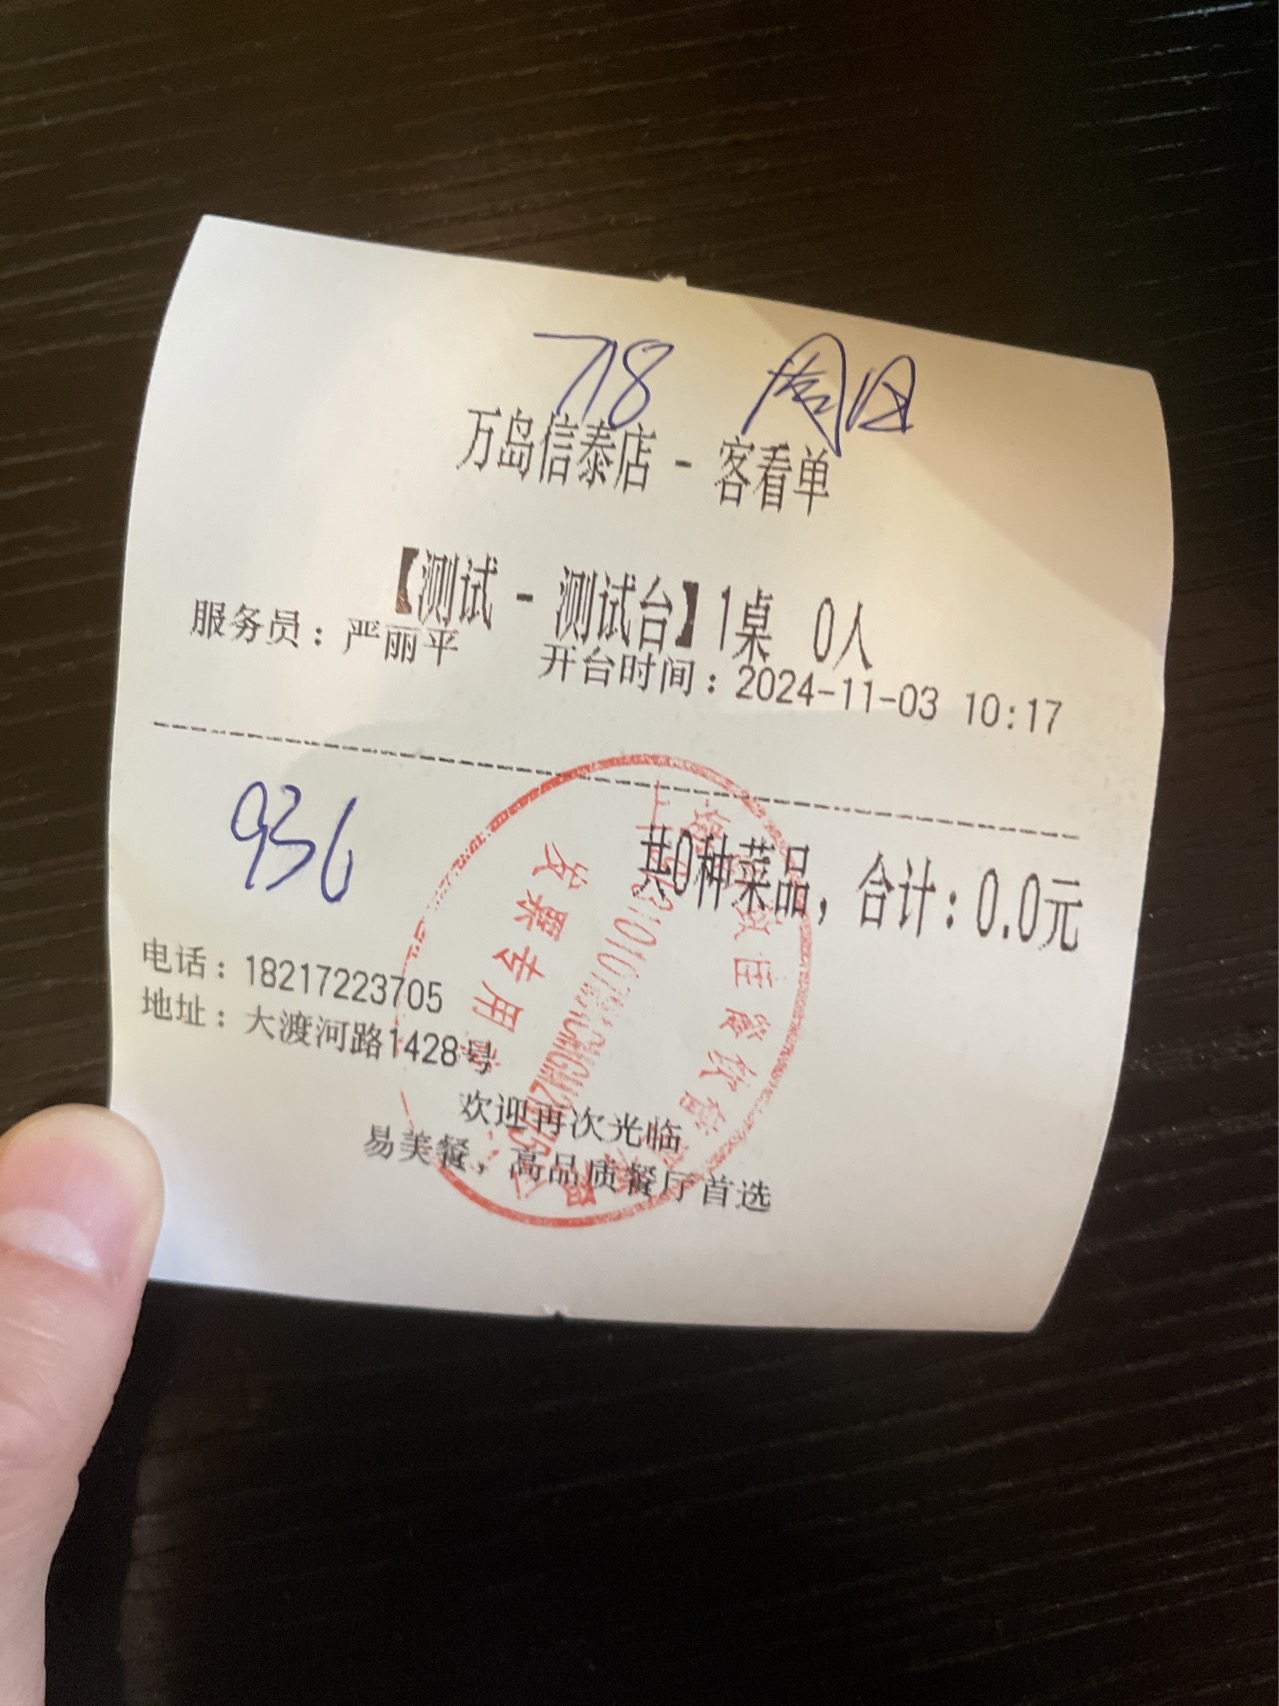 718
万岛信泰店 - 客看单
【测试 - 测试台】1桌 0人
服务员：严丽平 开台时间：2024-11-03 10:17
936
共0种菜品，合计：0.0元
电话：18217223705
地址：大渡河路1428号
欢迎再次光临
易美餐，高品质餐厅首选
发票专用章